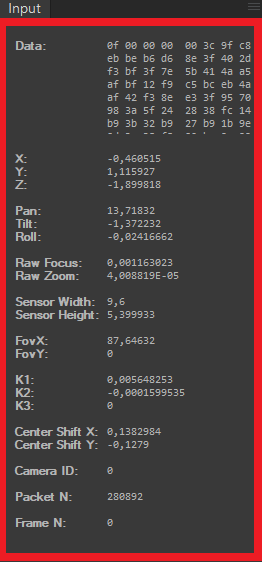 Input
Data: 0f 00 00 00 00 3c 9f c8
eb be b6 d6 8e 3f 40 2d
f3 bf 3f 7e 5b 41 4a a5
af bf 12 f9 c5 bc eb 4a
af 42 f3 8e e3 3f 95 70
98 3a 5f 24 28 38 fc 14
b9 3b 32 b9 27 b9 1b 9e
X: -0,460515
Y: 1,115927
Z: -1,899818
Pan: 13,71832
Tilt: -1,372232
Roll: -0,02416662
Raw Focus: 0,001163023
Raw Zoom: 4,008819E-05
Sensor Width: 9,6
Sensor Height: 5,399933
FovX: 87,64632
FovY: 0
K1: 0,005648253
K2: -0,0001599535
K3: 0
Center Shift X: 0,1382984
Center Shift Y: -0,1279
Camera ID: 0
Packet N: 280892
Frame N: 0